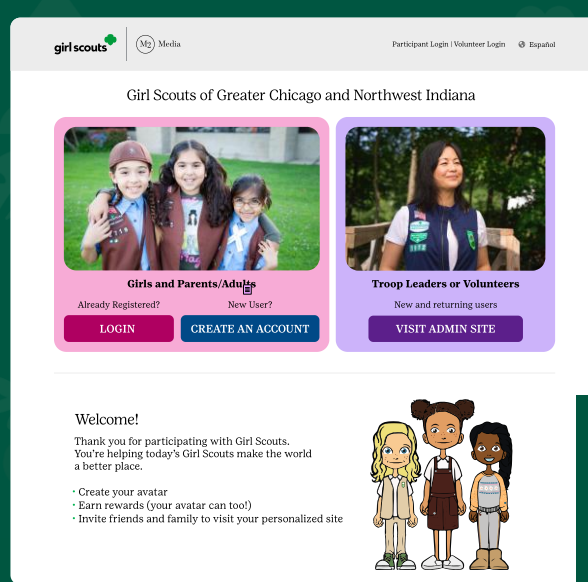 girl scouts
M2 Media
Participant Login | Volunteer Login
Español
Girl Scouts of Greater Chicago and Northwest Indiana
Girls and Parents/Adults
Already Registered?
New User?
LOGIN
CREATE AN ACCOUNT
Troop Leaders or Volunteers
New and returning users
VISIT ADMIN SITE
Welcome!
Thank you for participating with Girl Scouts.
You’re helping today’s Girl Scouts make the world
a better place.
· Create your avatar
· Earn rewards (your avatar can too!)
· Invite friends and family to visit your personalized site